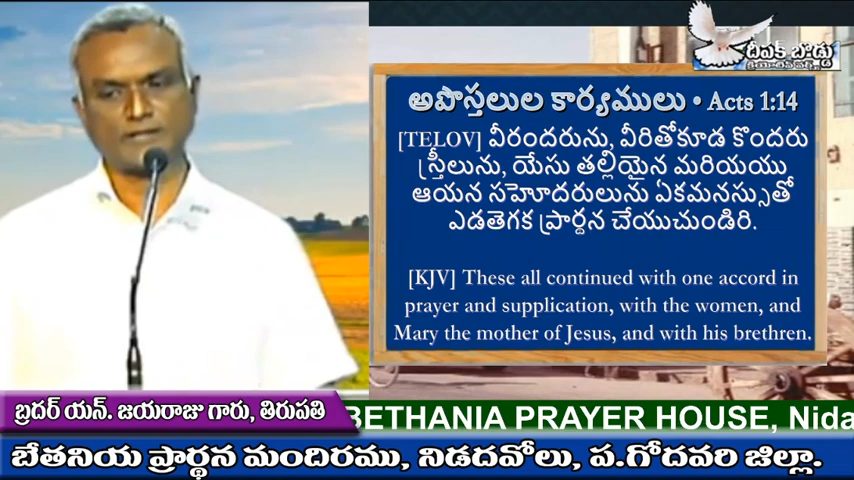 దీపక్ బొడ్డు
క్రియేటివ్ వర్క్స్
అపొస్తలుల కార్యములు • Acts 1:14
[TELOV] వీరందరును, వీరితోకూడ కొందరు
స్త్రీలును, యేసు తల్లియైన మరియయు
ఆయన సహోదరులును ఏకమనస్సుతో
ఎడతెగక ప్రార్థన చేయుచుండిరి.
[KJV] These all continued with one accord in
prayer and supplication, with the women, and
Mary the mother of Jesus, and with his brethren.
బ్రదర్ యన్. జయరాజు గారు, తిరుపతి
BETHANIA PRAYER HOUSE, Nida
బేతనియ ప్రార్థన మందిరము, నిడదవోలు, ప.గోదవరి జిల్లా.